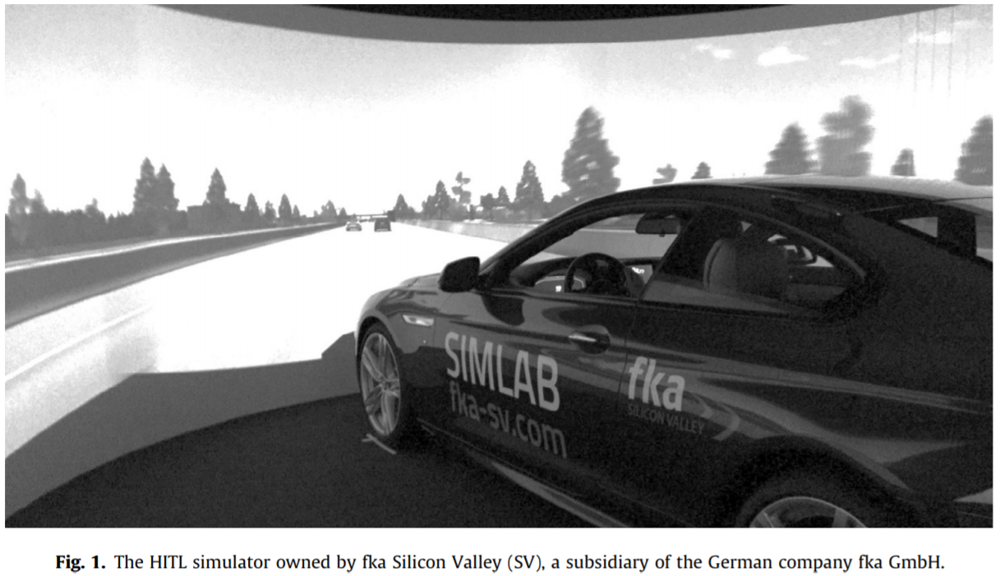 SIMLAB
fka-sv.com
fka
SILICON VALLEY
Fig. 1. The HITL simulator owned by fka Silicon Valley (SV), a subsidiary of the German company fka GmbH.